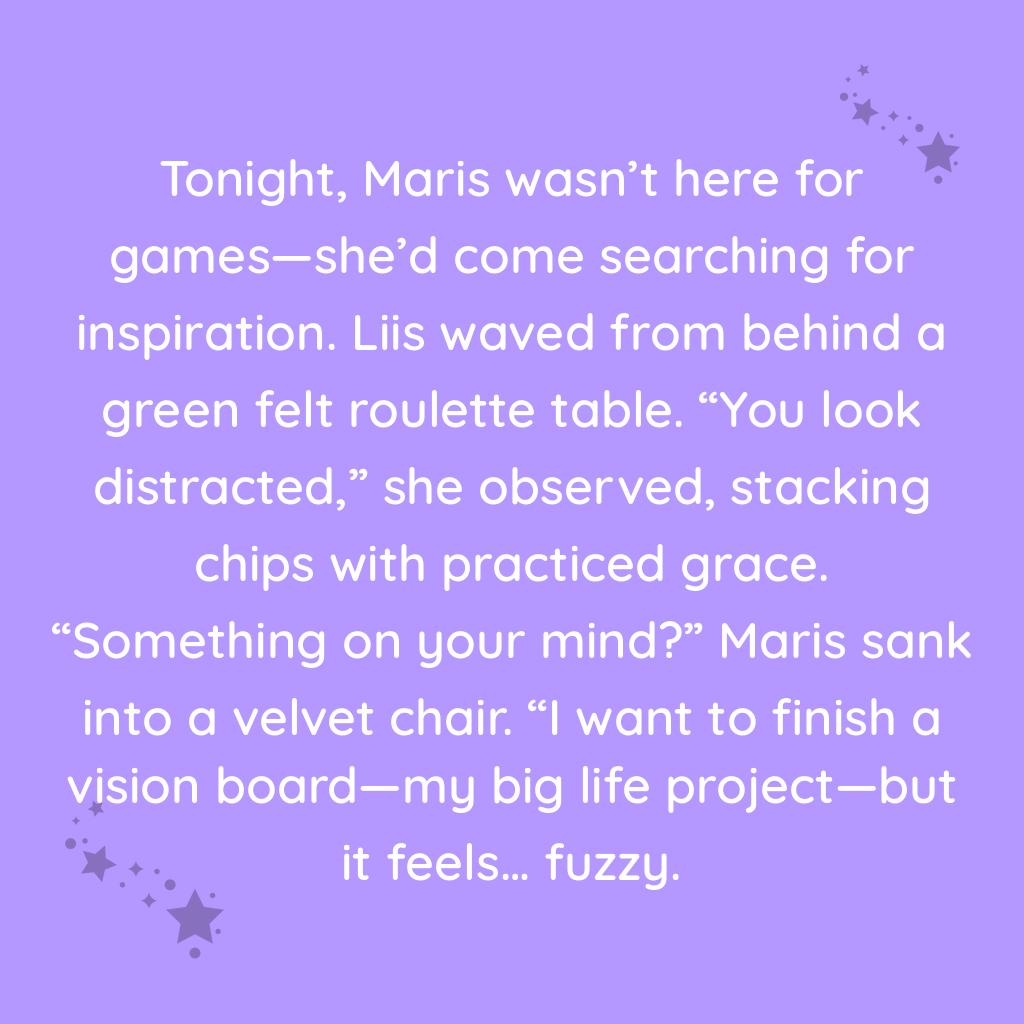 Tonight, Maris wasn’t here for
games—she’d come searching for
inspiration. Liis waved from behind a
green felt roulette table. “You look
distracted,” she observed, stacking
chips with practiced grace.
“Something on your mind?” Maris sank
into a velvet chair. “I want to finish a
vision board—my big life project—but
it feels… fuzzy.